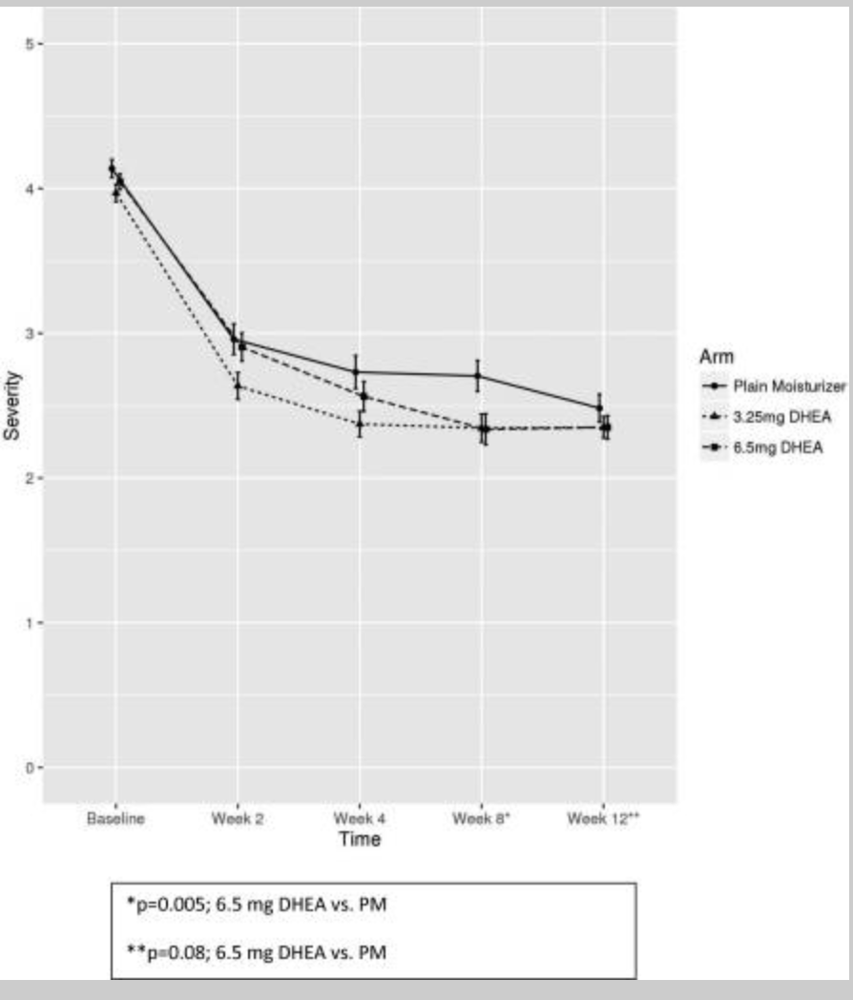 5
4
3
2
1
0
Severity
Baseline
Week 2
Week 4
Week 8*
Week 12**
Time
Arm
Plain Moisturizer
3.25mg DHEA
6.5mg DHEA
*p=0.005; 6.5 mg DHEA vs. PM
**p=0.08; 6.5 mg DHEA vs. PM